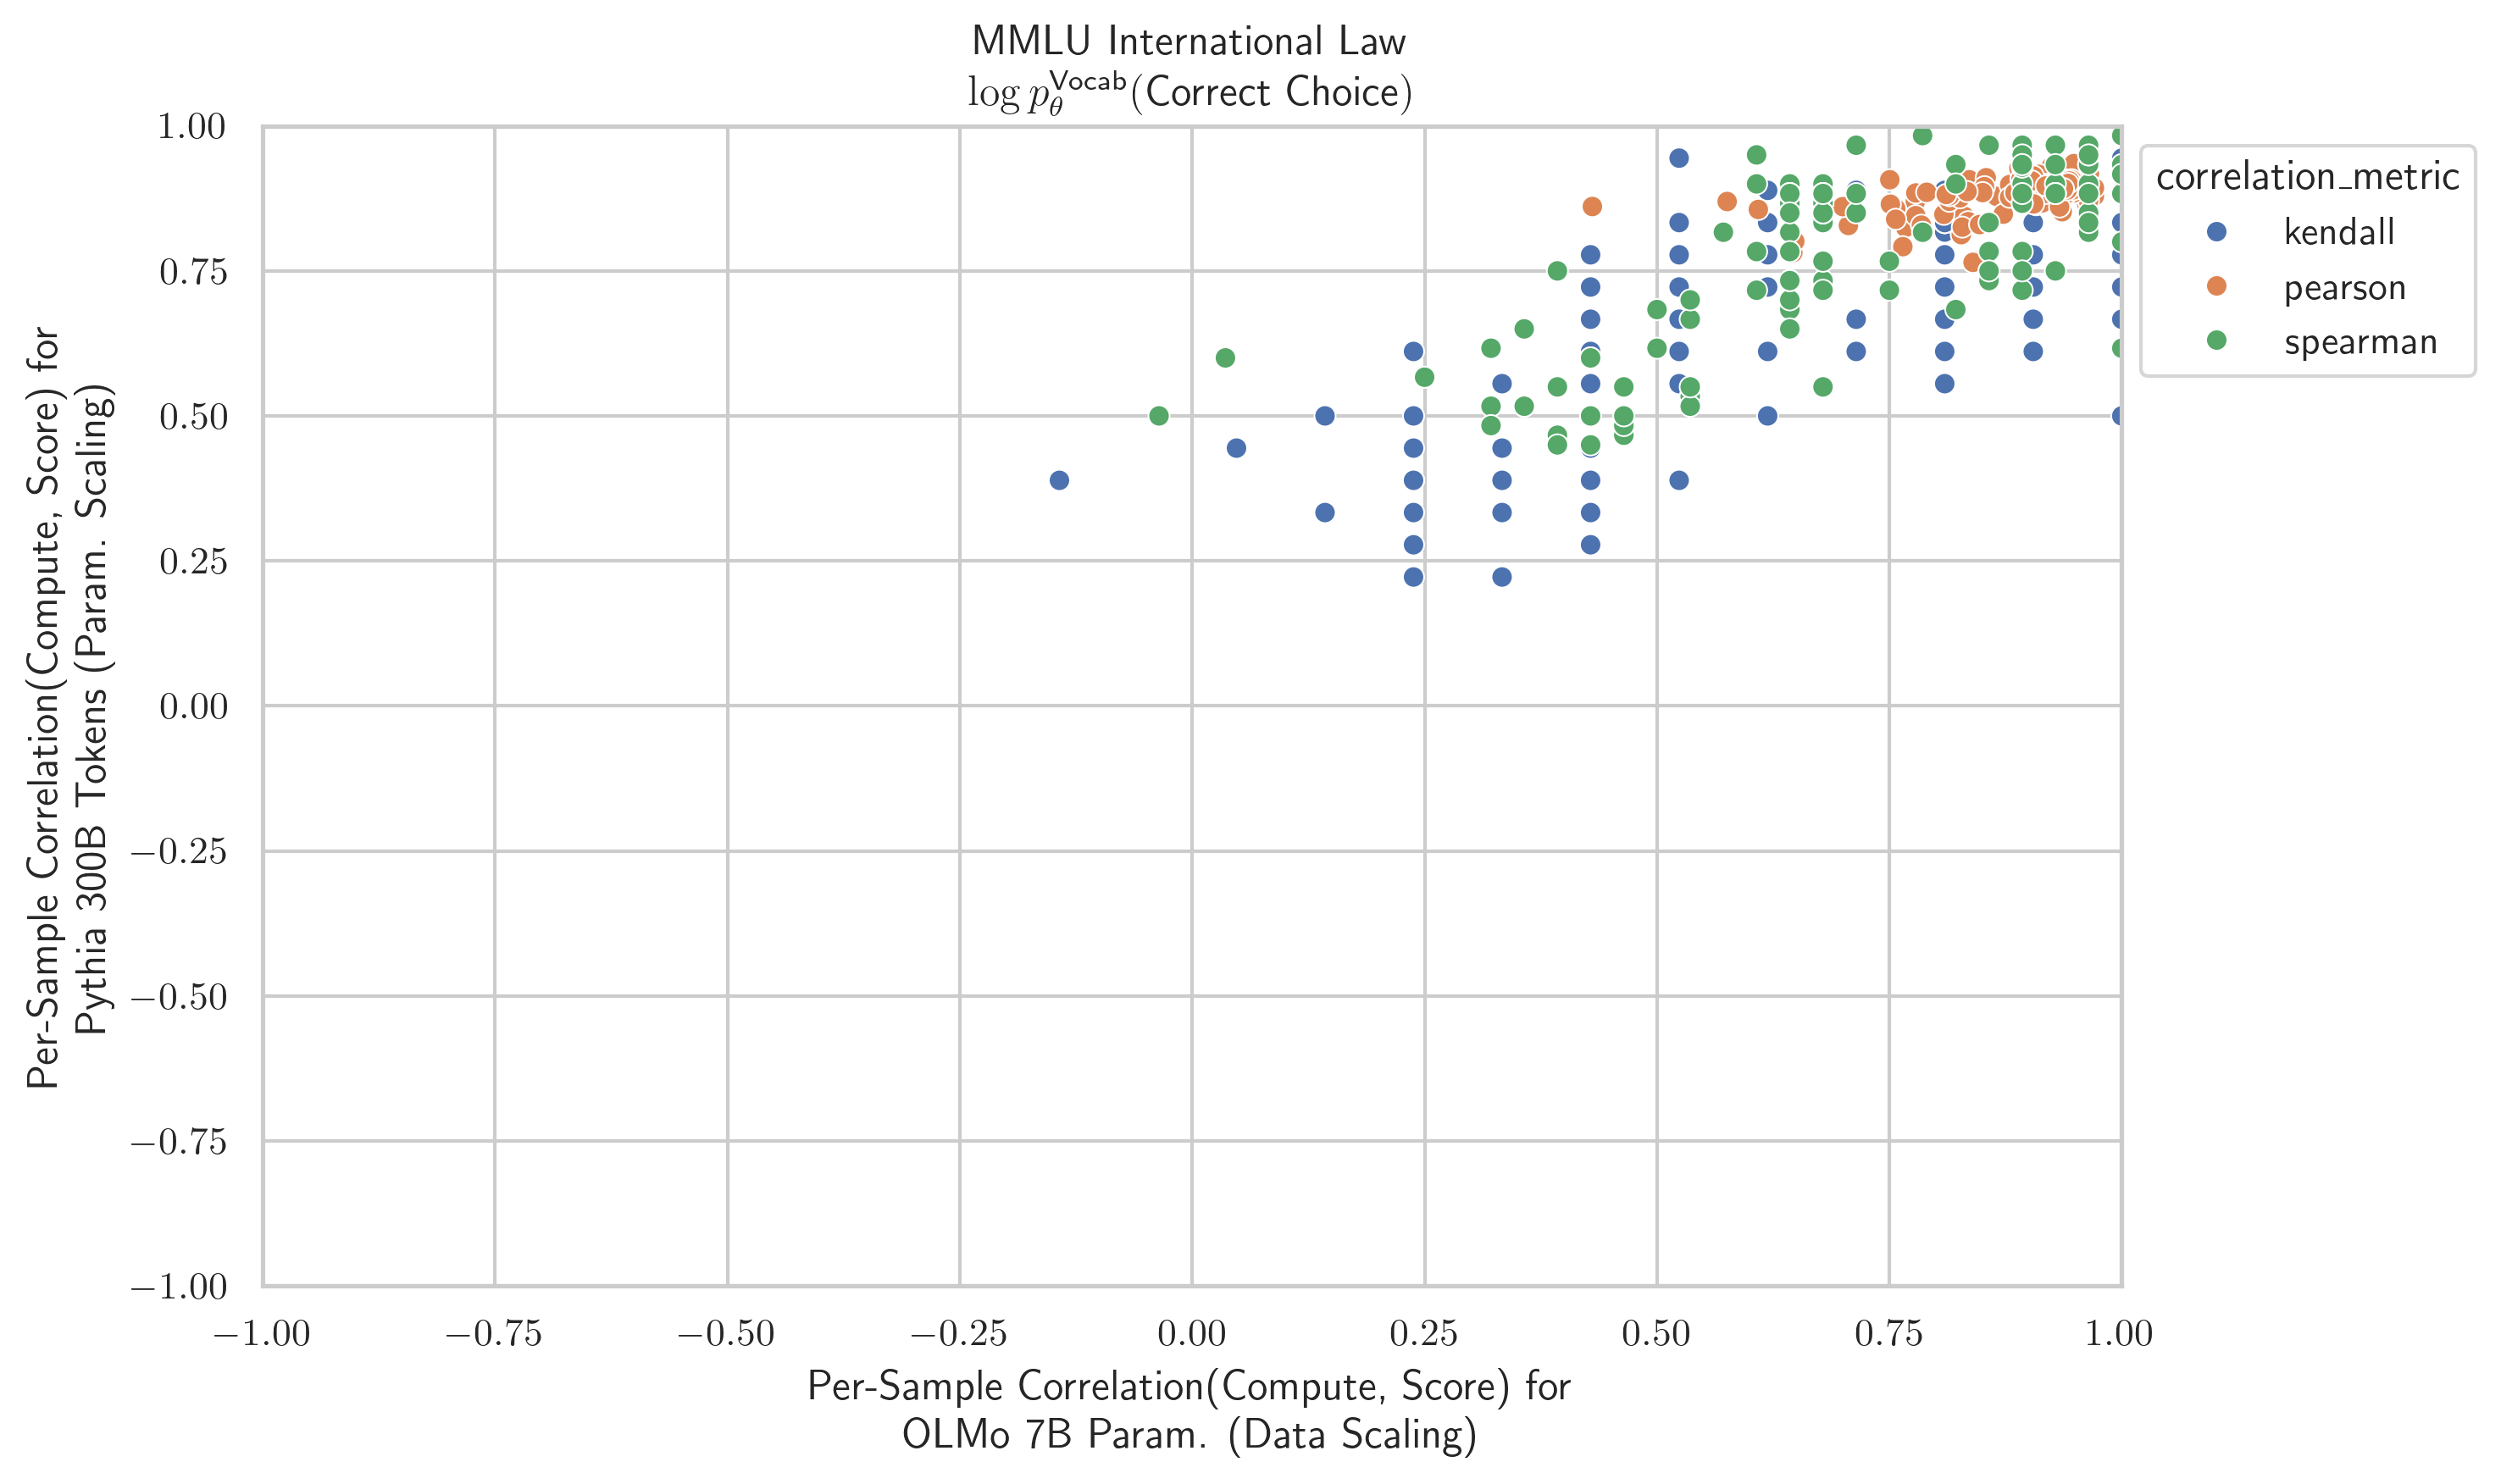 MMLU International Law
log p_θ^Vocab(Correct Choice)
Per-Sample Correlation(Compute, Score) for
Pythia 300B Tokens (Param. Scaling)
1.00
0.75
0.50
0.25
0.00
−0.25
−0.50
−0.75
−1.00
−1.00 −0.75 −0.50 −0.25 0.00 0.25 0.50 0.75 1.00
Per-Sample Correlation(Compute, Score) for
OLMo 7B Param. (Data Scaling)
correlation_metric
kendall
pearson
spearman